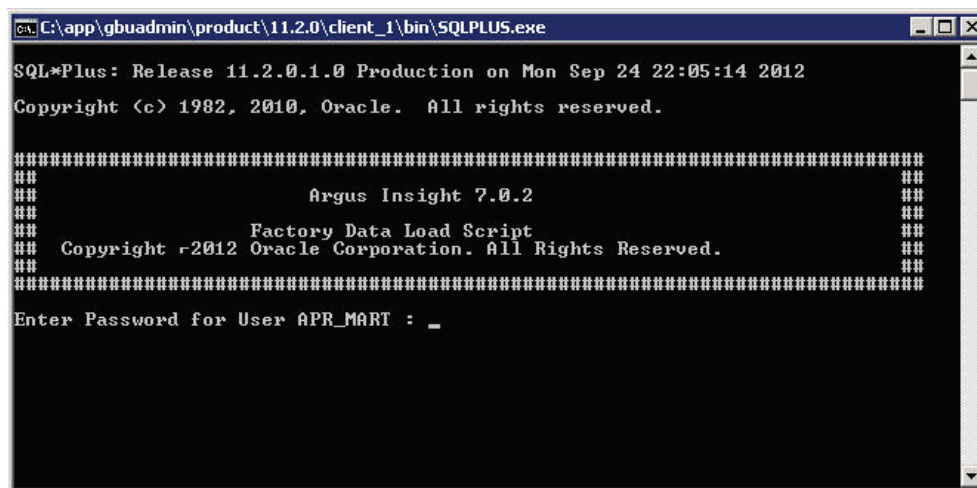 C:\app\gbuadmin\product\11.2.0\client_1\bin\SQLPLUS.exe
SQL*Plus: Release 11.2.0.1.0 Production on Mon Sep 24 22:05:14 2012
Copyright (c) 1982, 2010, Oracle.  All rights reserved.
#############################################################################
## ##
## Argus Insight 7.0.2 ##
## ##
## Factory Data Load Script ##
## Copyright ⌐2012 Oracle Corporation. All Rights Reserved. ##
## ##
#############################################################################
Enter Password for User APR_MART : _